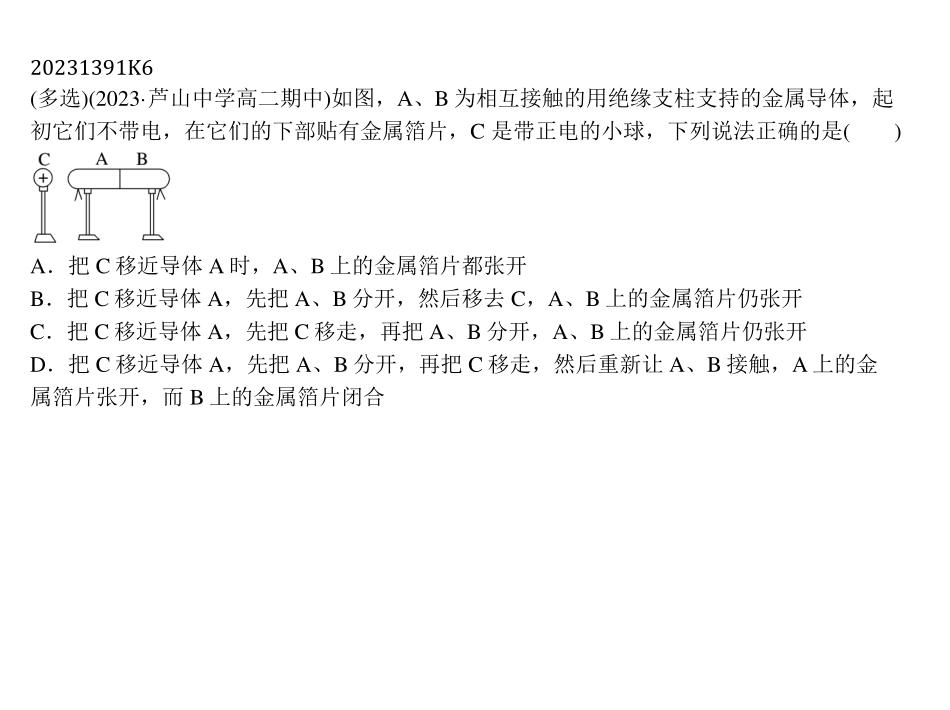 20231391K6
(多选)(2023·芦山中学高二期中)如图，A、B 为相互接触的用绝缘支柱支持的金属导体，起
初它们不带电，在它们的下部贴有金属箔片，C 是带正电的小球，下列说法正确的是(　　)
C A B
+
A．把 C 移近导体 A 时，A、B 上的金属箔片都张开
B．把 C 移近导体 A，先把 A、B 分开，然后移去 C，A、B 上的金属箔片仍张开
C．把 C 移近导体 A，先把 C 移走，再把 A、B 分开，A、B 上的金属箔片仍张开
D．把 C 移近导体 A，先把 A、B 分开，再把 C 移走，然后重新让 A、B 接触，A 上的金
属箔片张开，而 B 上的金属箔片闭合